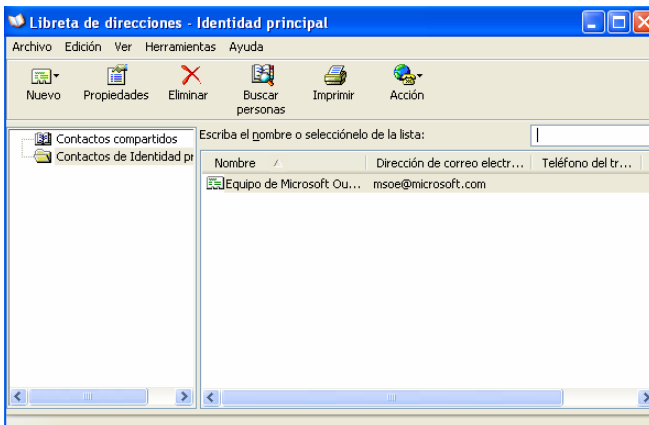 Libreta de direcciones - Identidad principal
Archivo Edición Ver Herramientas Ayuda
Nuevo Propiedades Eliminar Buscar personas Imprimir Acción
Contactos compartidos
Contactos de Identidad pr
Escriba el nombre o selecciónelo de la lista:
Nombre Dirección de correo electr... Teléfono del tr...
Equipo de Microsoft Ou... msoe@microsoft.com